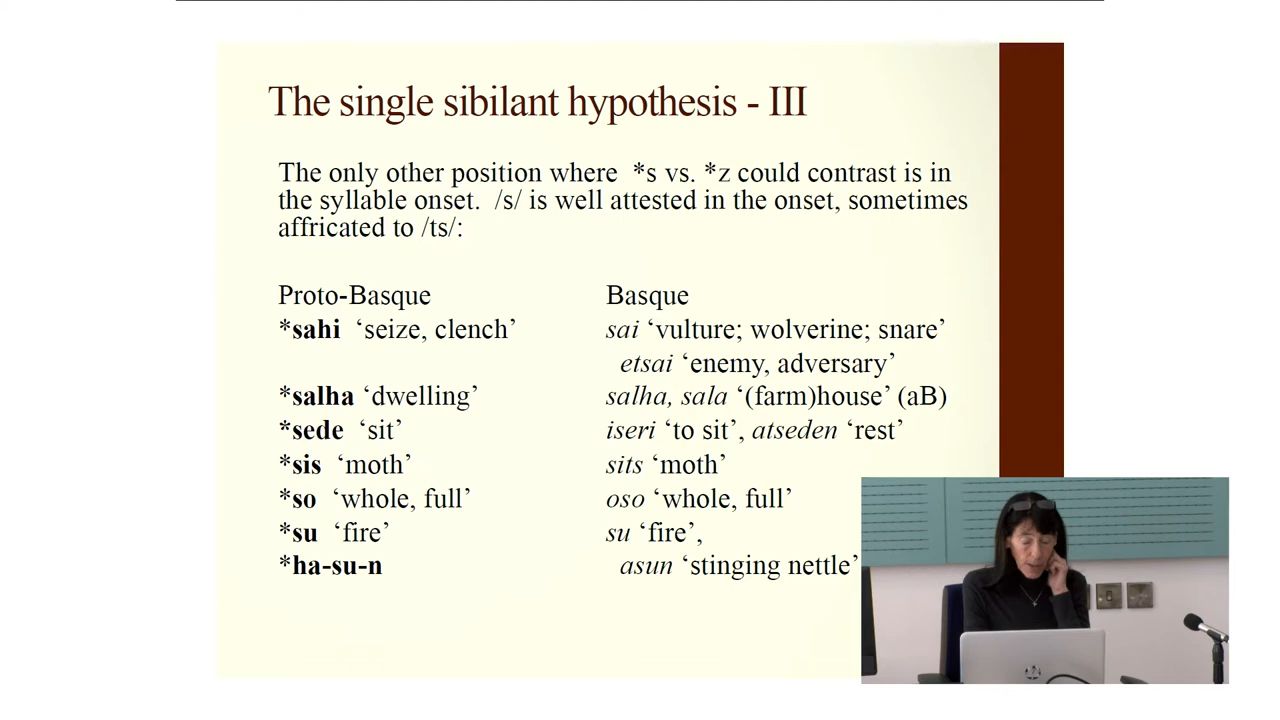 The single sibilant hypothesis - III
The only other position where *s vs. *z could contrast is in
the syllable onset. /s/ is well attested in the onset, sometimes
affricated to /ts/:
Proto-Basque Basque
*sahi ‘seize, clench’ sai ‘vulture; wolverine; snare’
etsai ‘enemy, adversary’
*salha ‘dwelling’ salha, sala ‘(farm)house’ (aB)
*sede ‘sit’ iseri ‘to sit’, atseden ‘rest’
*sis ‘moth’ sits ‘moth’
*so ‘whole, full’ oso ‘whole, full’
*su ‘fire’ su ‘fire’,
*ha-su-n asun ‘stinging nettle’